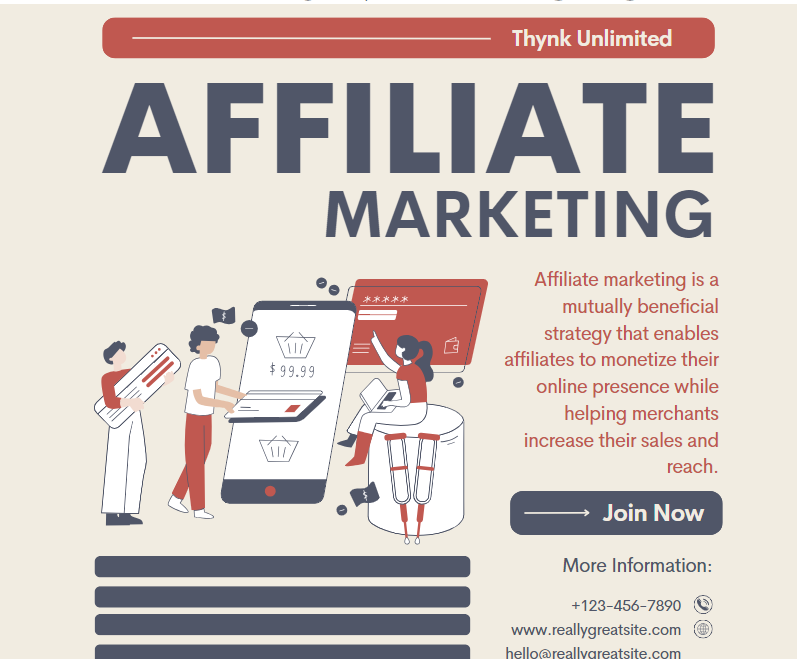 Thynk Unlimited
AFFILIATE
MARKETING
Affiliate marketing is a
mutually beneficial
strategy that enables
affiliates to monetize their
online presence while
helping merchants
increase their sales and
reach.
*****
$99.99
Join Now
More Information:
+123-456-7890
www.reallygreatsite.com
hello@reallygreatsite.com